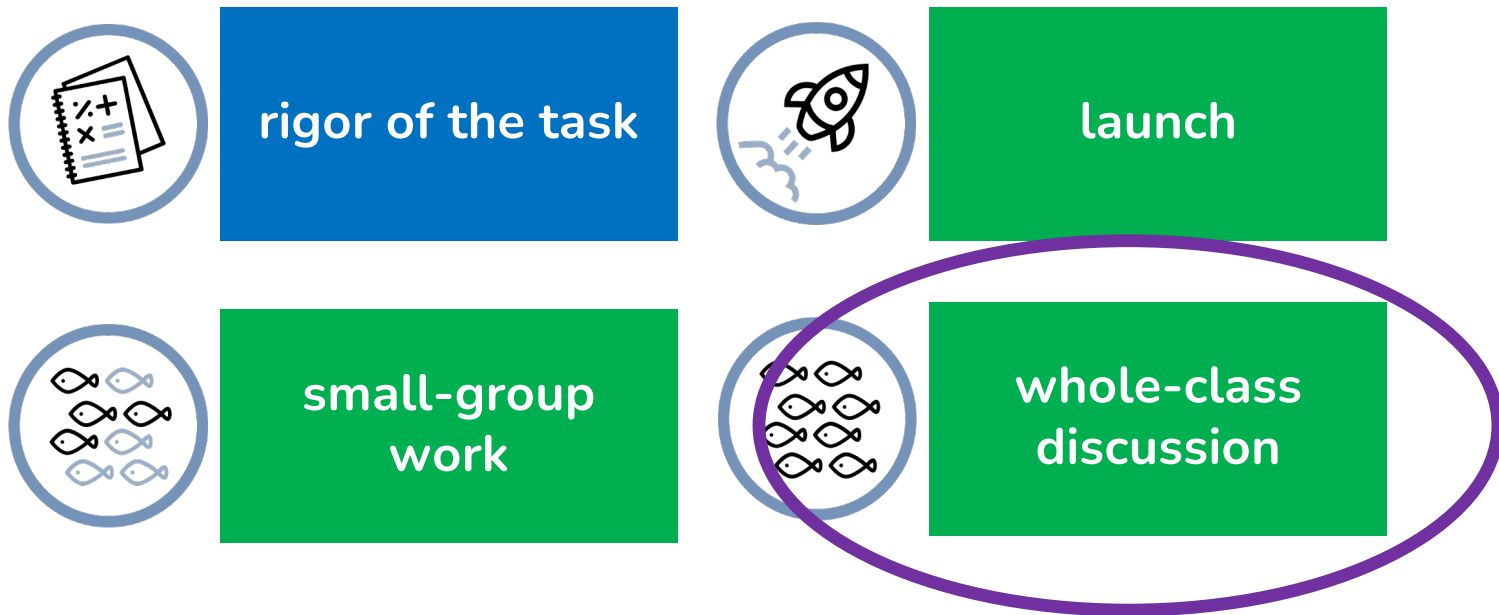 rigor of the task
launch
small-group
work
whole-class
discussion